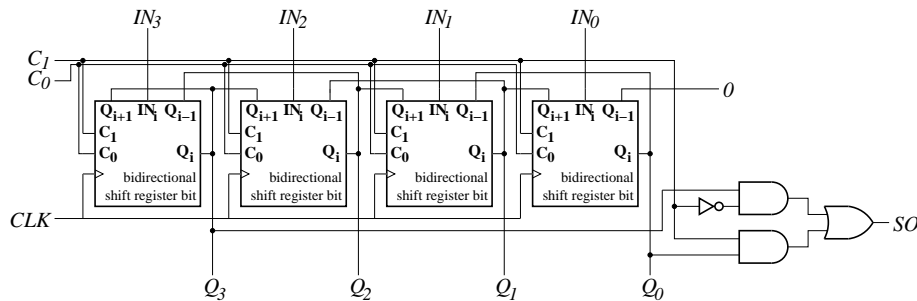 IN3 IN2 IN1 IN0
C1
C0
0
Qi+1 INi Qi−1 Qi+1 INi Qi−1 Qi+1 INi Qi−1 Qi+1 INi Qi−1
C1 C1 C1 C1
C0 Qi C0 Qi C0 Qi C0 Qi
bidirectional bidirectional bidirectional bidirectional
shift register bit shift register bit shift register bit shift register bit
CLK
SO
Q3 Q2 Q1 Q0